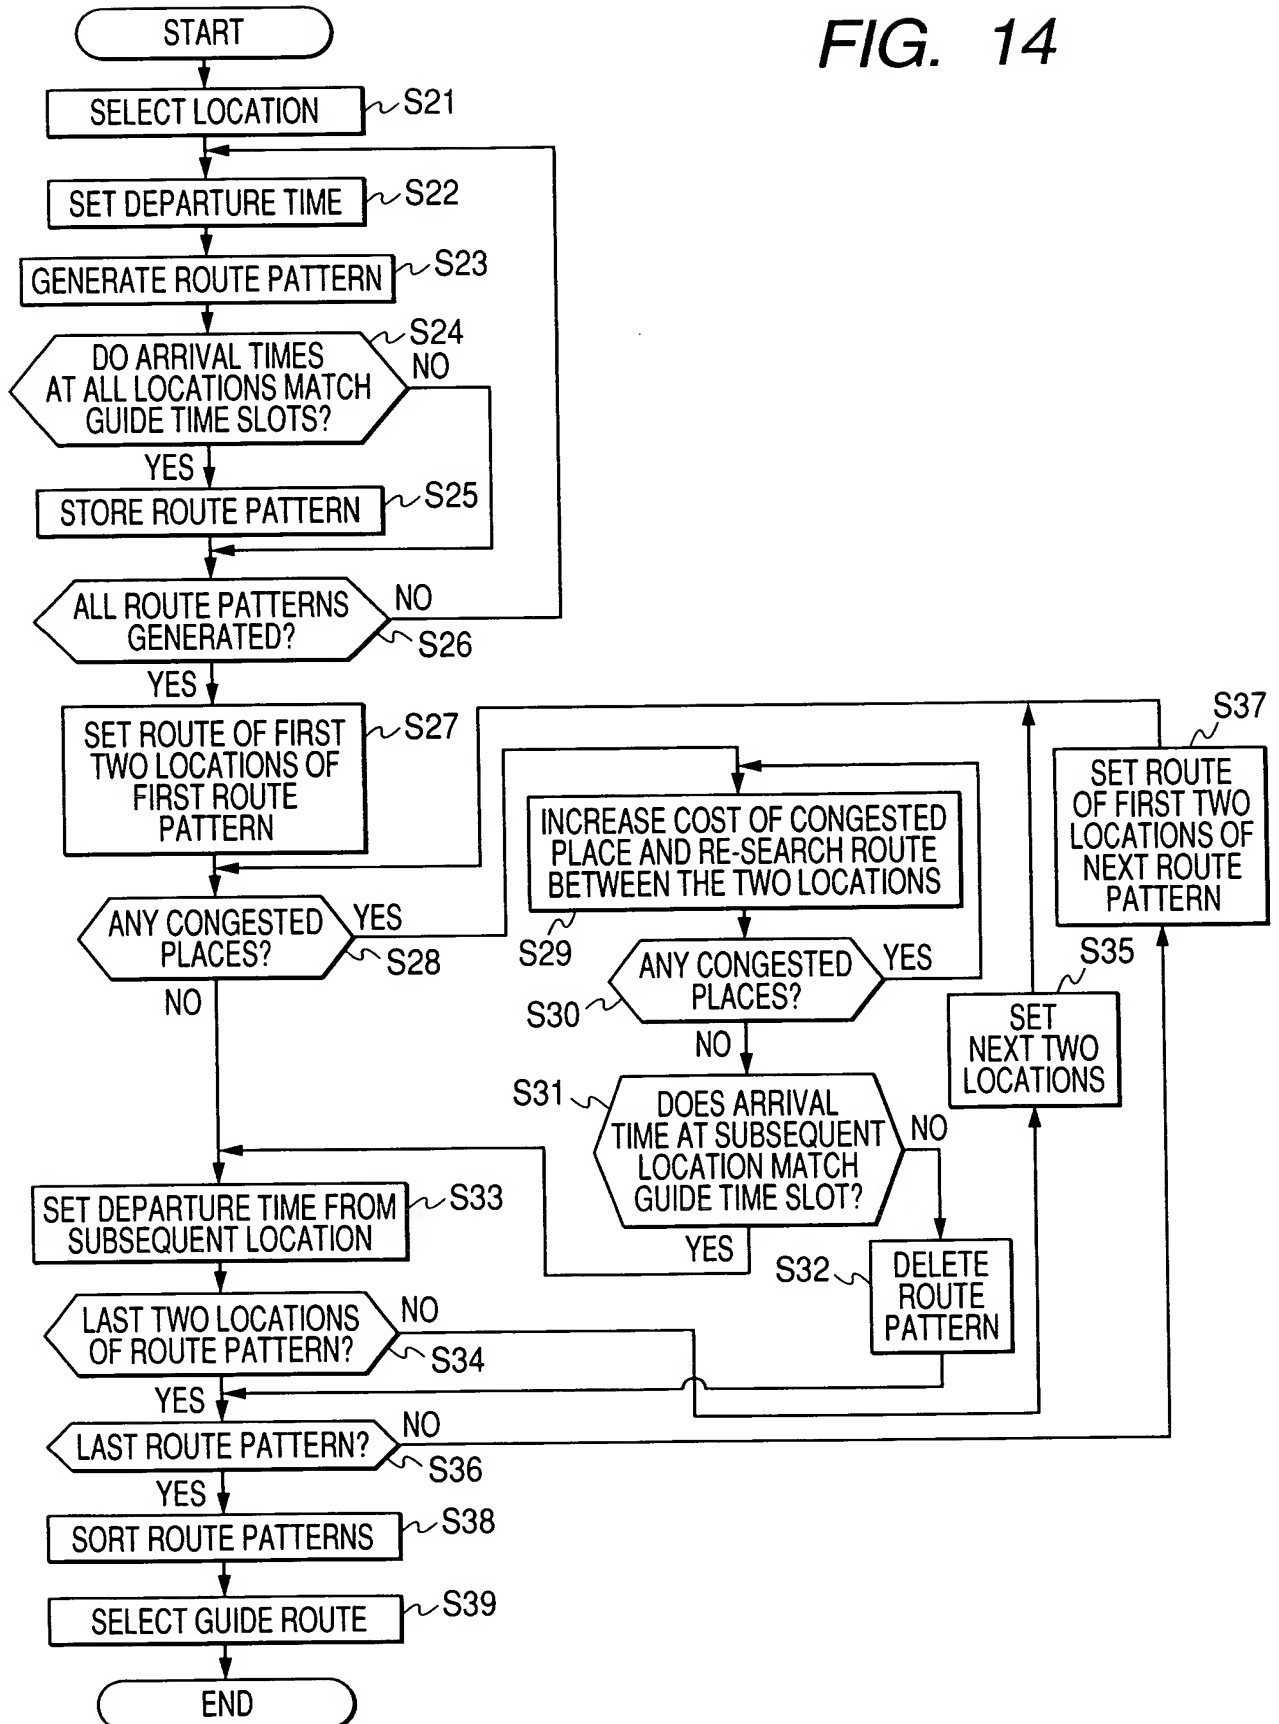 FIG. 14
START
SELECT LOCATION
S21
SET DEPARTURE TIME
S22
GENERATE ROUTE PATTERN
S23
DO ARRIVAL TIMES
AT ALL LOCATIONS MATCH
GUIDE TIME SLOTS?
S24
NO
YES
STORE ROUTE PATTERN
S25
ALL ROUTE PATTERNS
GENERATED?
NO
S26
YES
SET ROUTE OF FIRST
TWO LOCATIONS OF
FIRST ROUTE
PATTERN
S27
ANY CONGESTED
PLACES?
YES
S28
NO
INCREASE COST OF CONGESTED
PLACE AND RE-SEARCH ROUTE
BETWEEN THE TWO LOCATIONS
S29
ANY CONGESTED
PLACES?
YES
S30
NO
S31
DOES ARRIVAL
TIME AT SUBSEQUENT
LOCATION MATCH
GUIDE TIME SLOT?
NO
YES
S32
DELETE
ROUTE
PATTERN
SET DEPARTURE TIME FROM
SUBSEQUENT LOCATION
S33
LAST TWO LOCATIONS
OF ROUTE PATTERN?
NO
S34
YES
S35
SET
NEXT TWO
LOCATIONS
LAST ROUTE PATTERN?
NO
S36
YES
S37
SET ROUTE
OF FIRST TWO
LOCATIONS OF
NEXT ROUTE
PATTERN
SORT ROUTE PATTERNS
S38
SELECT GUIDE ROUTE
S39
END